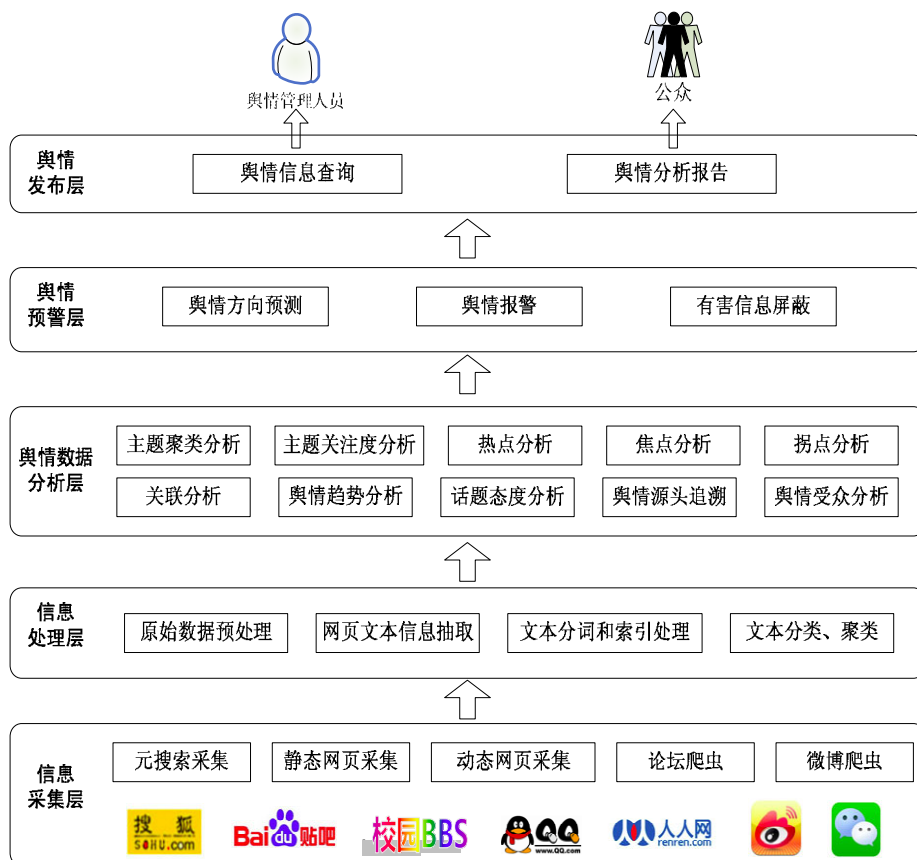 舆情管理人员
公众
舆情
发布层
舆情信息查询
舆情分析报告
舆情
预警层
舆情方向预测
舆情报警
有害信息屏蔽
舆情数据
分析层
主题聚类分析
主题关注度分析
热点分析
焦点分析
拐点分析
关联分析
舆情趋势分析
话题态度分析
舆情源头追溯
舆情受众分析
信息
处理层
原始数据预处理
网页文本信息抽取
文本分词和索引处理
文本分类、聚类
信息
采集层
元搜索采集
静态网页采集
动态网页采集
论坛爬虫
微博爬虫
搜狐
SOHU.com
Bai du 贴吧
校园BBS
QQ
www.QQ.com
人人网
renren.com